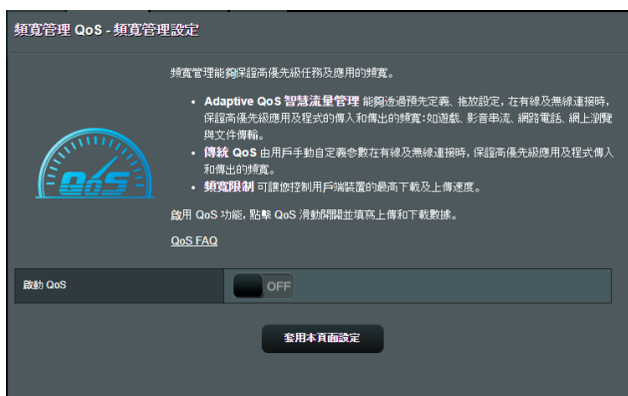 頻寬管理 QoS - 頻寬管理設定
頻寬管理能夠保證高優先級任務及應用的頻寬。
• Adaptive QoS 智慧流量管理 能夠透過預先定義、拖放設定，在有線及無線連接時，
保證高優先級應用及程式的傳入和傳出的頻寬：如遊戲、影音串流、網路電話、網上瀏覽
與文件傳輸。
• 傳統 QoS 由用戶手動自定義參數在有線及無線連接時，保證高優先級應用及程式傳入
和傳出的頻寬。
• 頻寬限制 可讓您控制用戶端裝置的最高下載及上傳速度。
QoS
啟用 QoS 功能，點擊 QoS 滑動開關並填寫上傳和下載數據。
QoS FAQ
啟動 QoS
OFF
套用本頁面設定